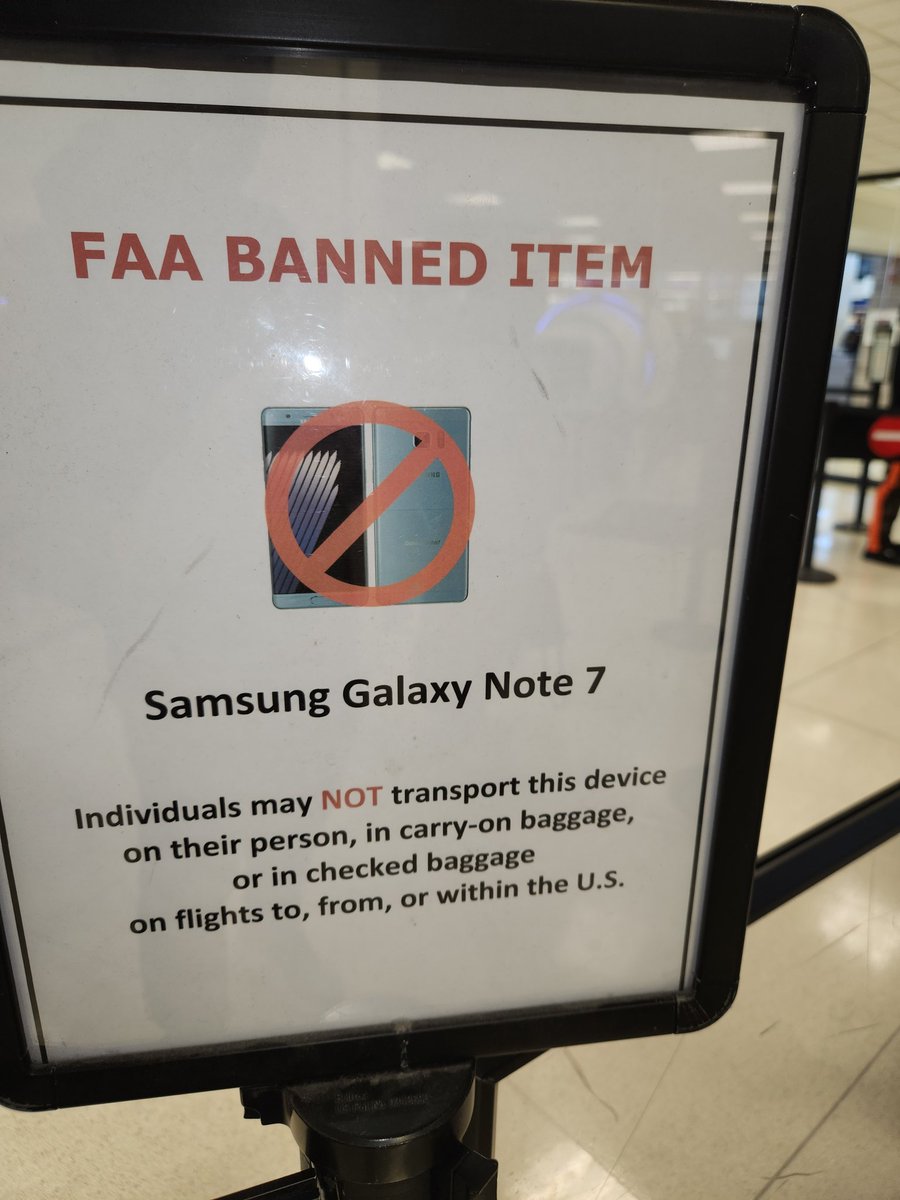 FAA BANNED ITEM
Samsung Galaxy Note 7
Individuals may NOT transport this device
on their person, in carry-on baggage,
or in checked baggage
on flights to, from, or within the U.S.